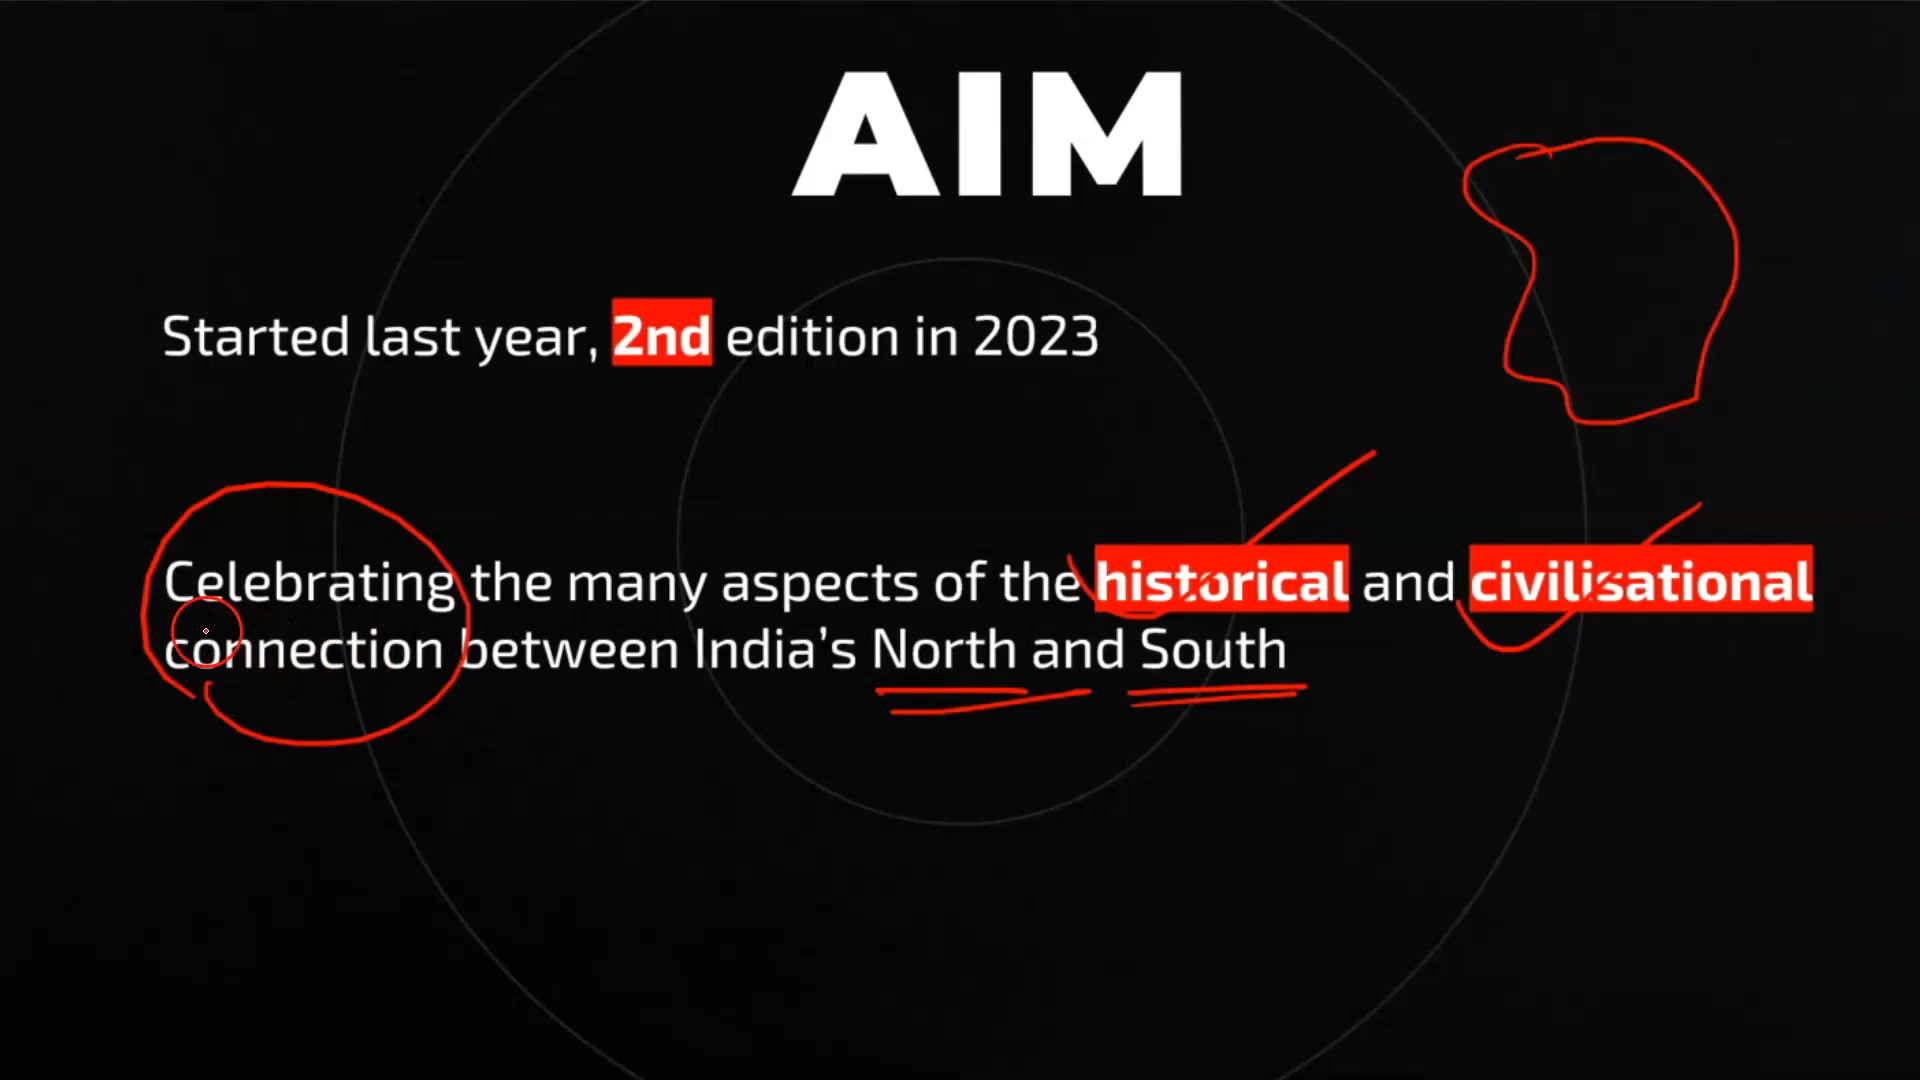 AIM
Started last year, 2nd edition in 2023
Celebrating the many aspects of the historical and civilisational
connection between India’s North and South